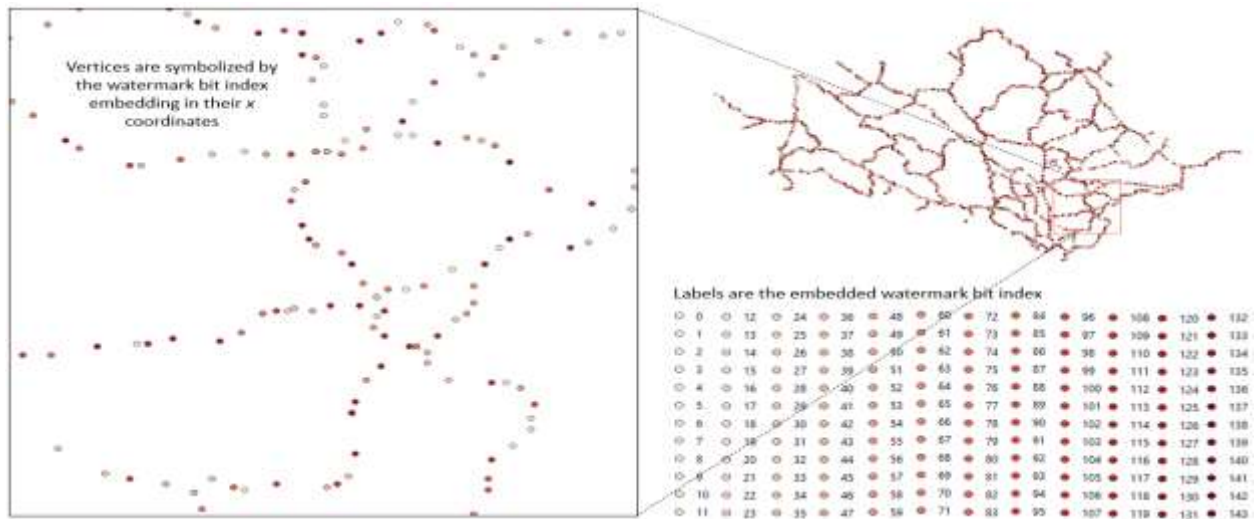 Vertices are symbolized by
the watermark bit index
embedding in their x
coordinates
Labels are the embedded watermark bit index
0 12 24 36 48 60 72 84 96 108 120 132
1 13 25 37 49 61 73 85 97 109 121 133
2 14 26 38 50 62 74 86 98 110 122 134
3 15 27 39 51 63 75 87 99 111 123 135
4 16 28 40 52 64 76 88 100 112 124 136
5 17 29 41 53 65 77 89 101 113 125 137
6 18 30 42 54 66 78 90 102 114 126 138
7 19 31 43 55 67 79 91 103 115 127 139
8 20 32 44 56 68 80 92 104 116 128 140
9 21 33 45 57 69 81 93 105 117 129 141
10 22 34 46 58 70 82 94 106 118 130 142
11 23 35 47 59 71 83 95 107 119 131 143